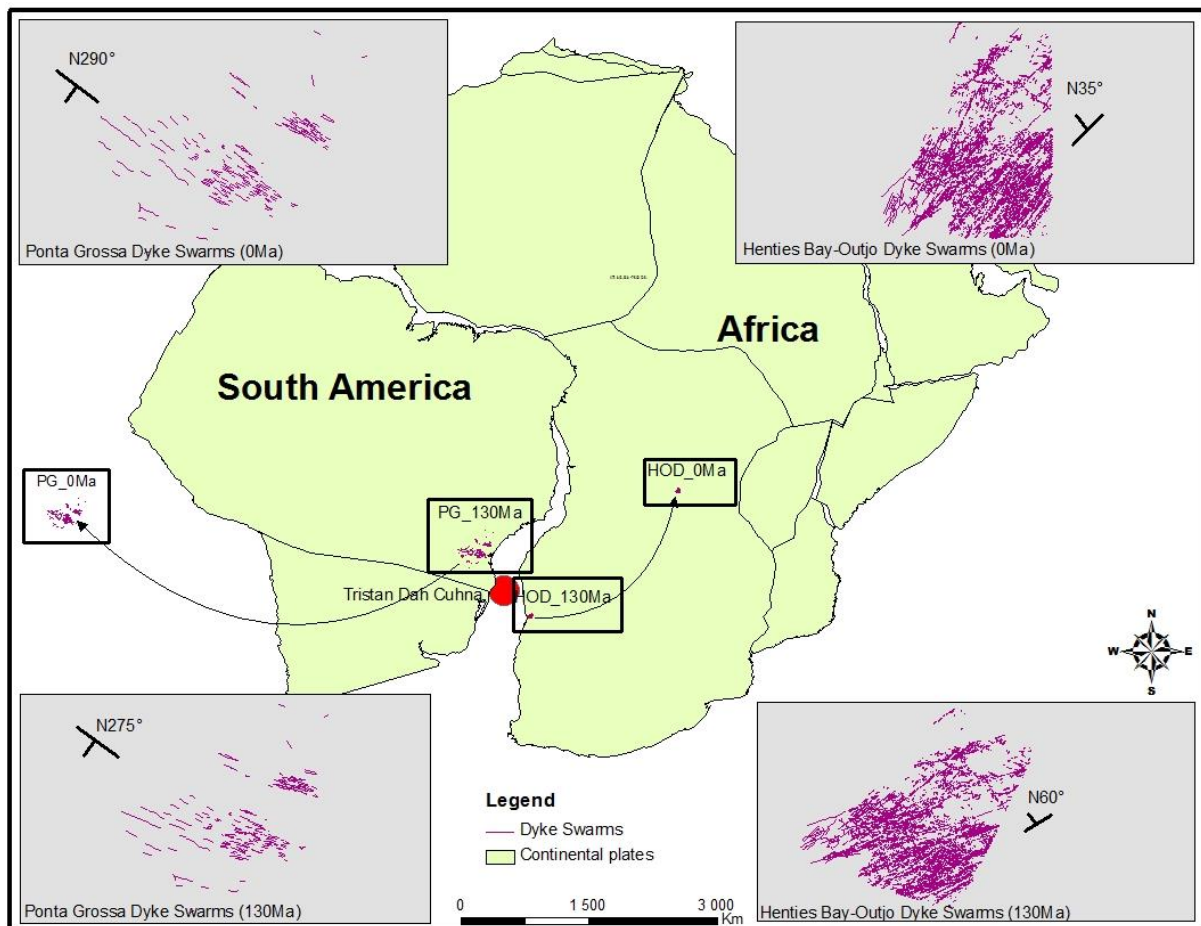 N290°
Ponta Grossa Dyke Swarms (0Ma)
N35°
Henties Bay-Outjo Dyke Swarms (0Ma)
Africa
South America
PG_0Ma
HOD_0Ma
PG_130Ma
Tristan Dah Cuhna
HOD_130Ma
N
W
E
S
N275°
Ponta Grossa Dyke Swarms (130Ma)
Legend
Dyke Swarms
Continental plates
0
1 500
3 000
Km
N60°
Henties Bay-Outjo Dyke Swarms (130Ma)